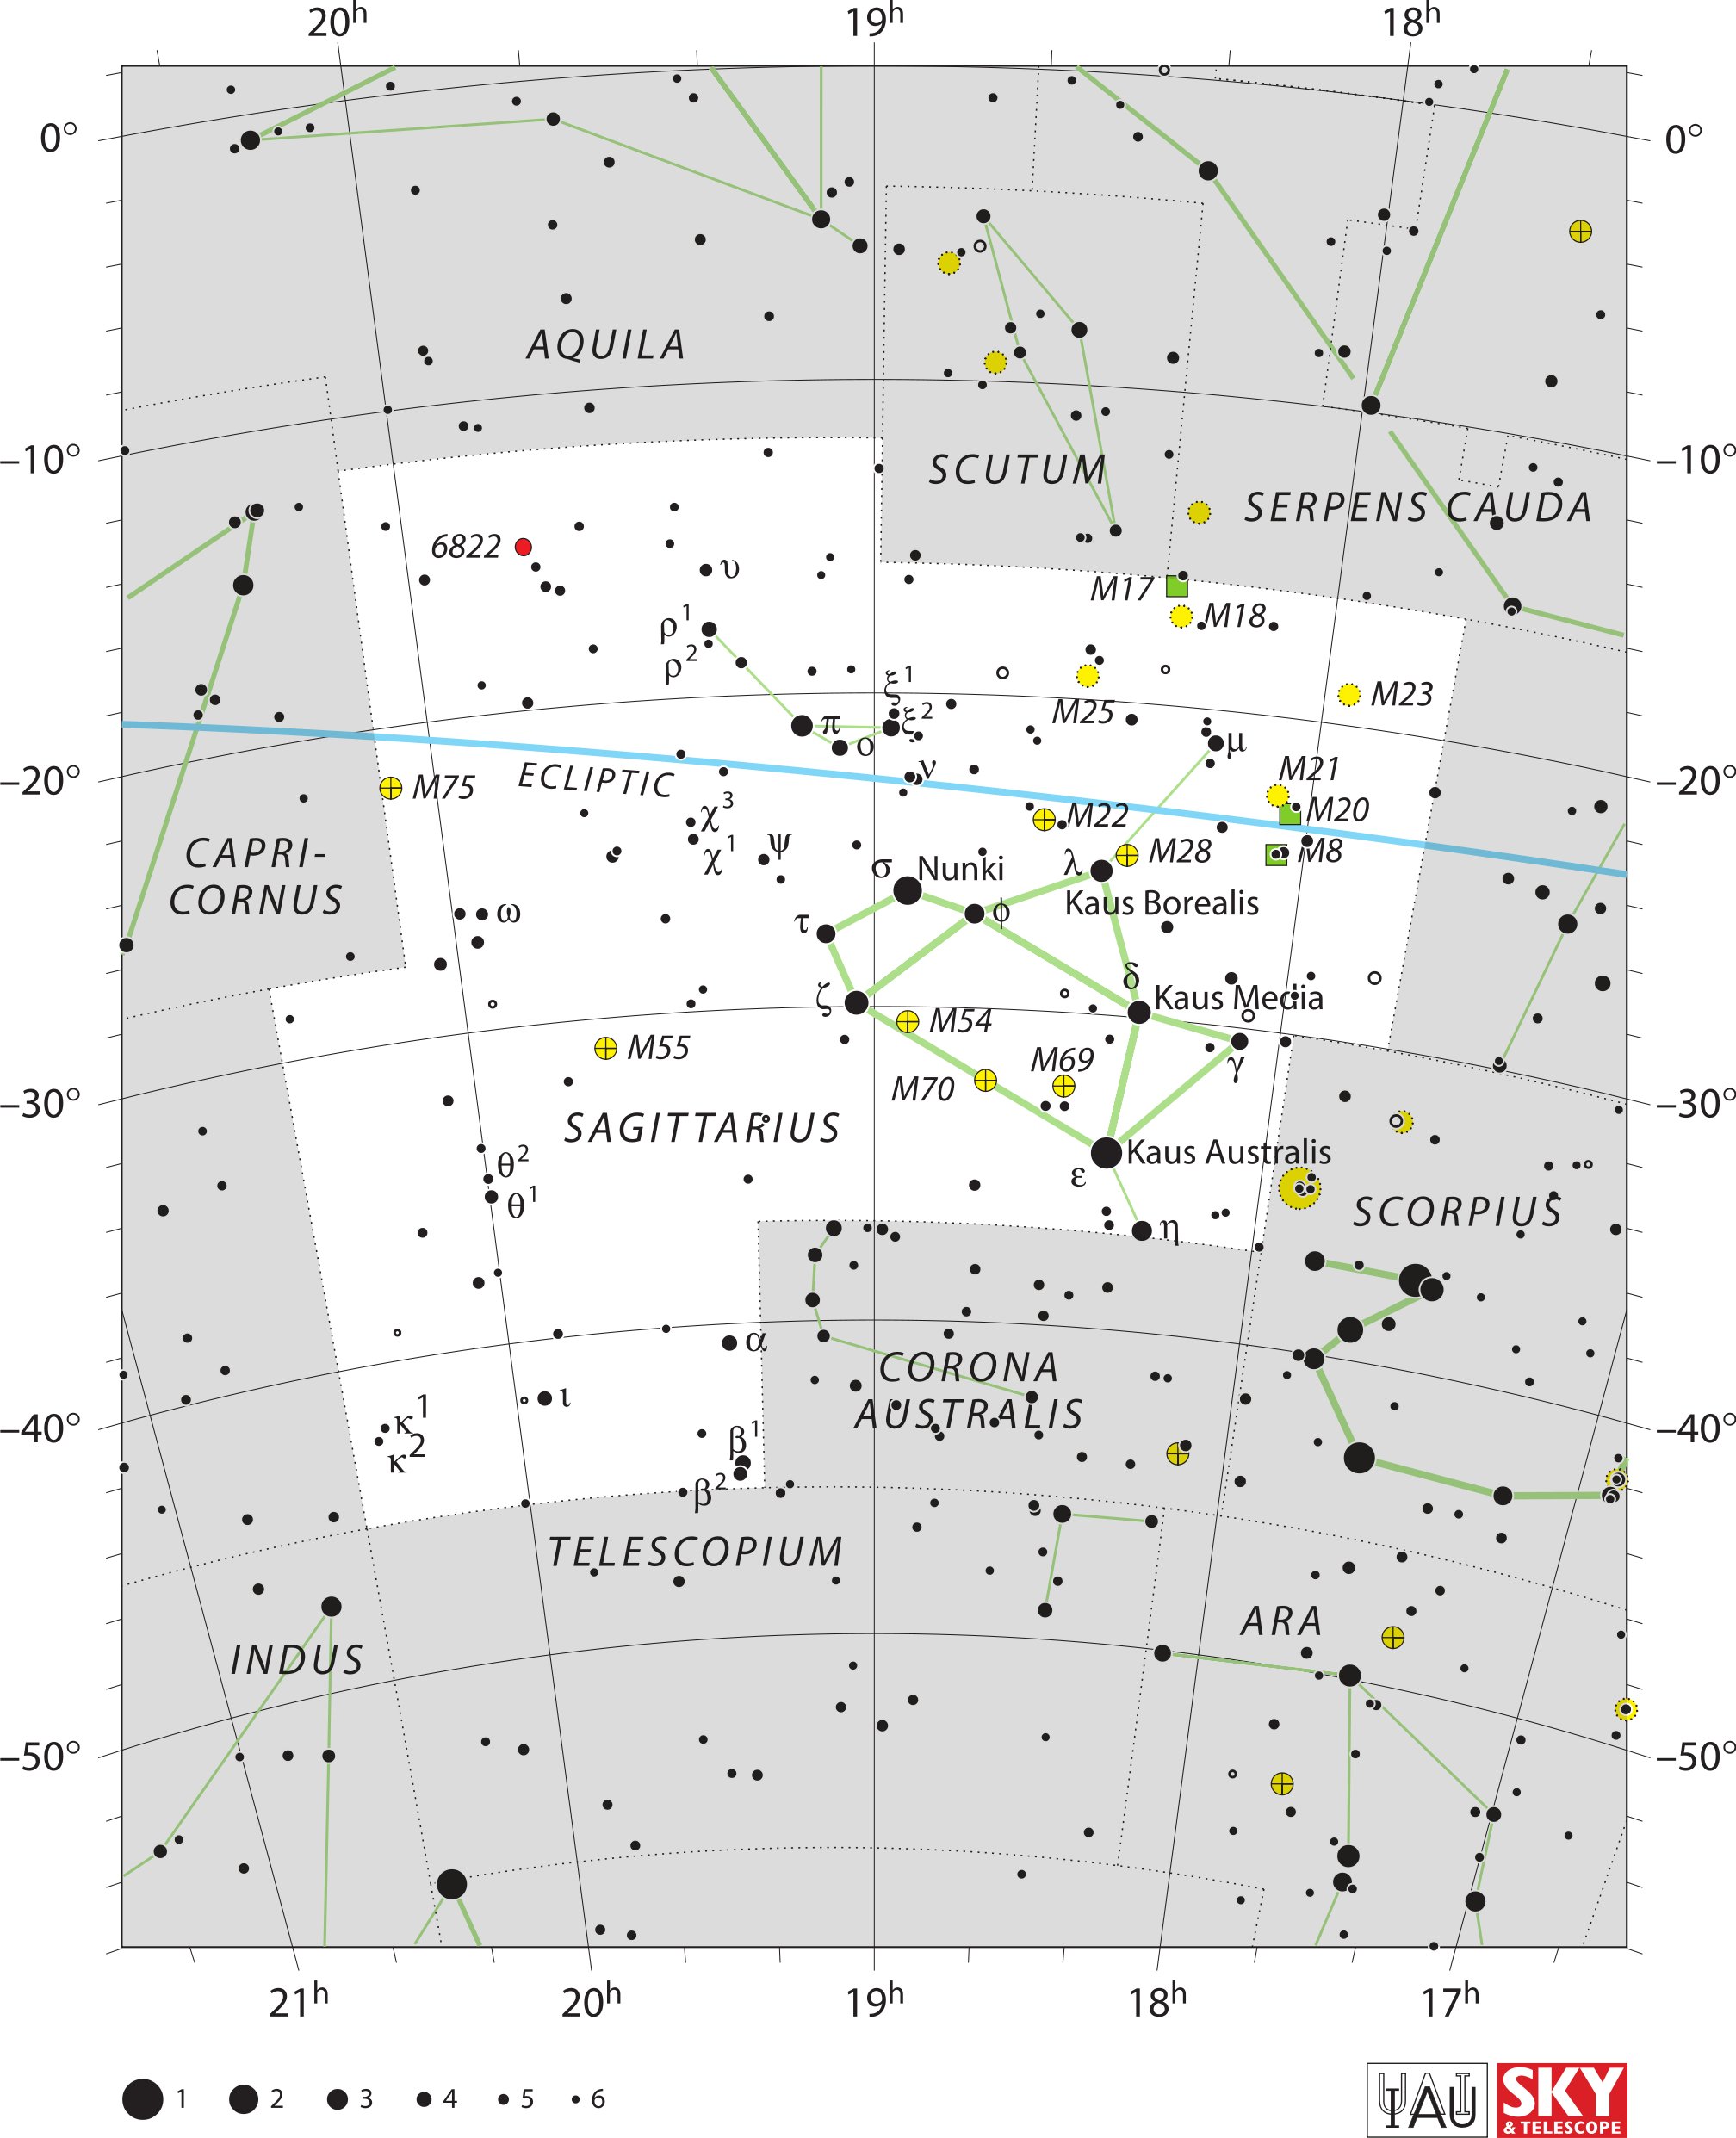 20h 19h 18h
0° 0°
AQUILA
−10° −10°
SCUTUM
SERPENS CAUDA
6822
υ
M17
M18
ρ1
ρ2
ξ1
M23
M25
ξ2
π
ο
μ
ν
M21
−20° −20°
ECLIPTIC
M75
χ3
M22
M20
χ1
ψ
M28
M8
CAPRI-
CORNUS
σ
Nunki
λ
Kaus Borealis
ω
τ
ϕ
δ
ζ
Kaus Media
M54
M55
M69
γ
M70
−30° −30°
SAGITTARIUS
Kaus Australis
ε
θ2
θ1
SCORPIUS
η
α
CORONA
AUSTRALIS
ι
κ1
κ2
−40° −40°
β1
β2
TELESCOPIUM
ARA
INDUS
−50° −50°
21h 20h 19h 18h 17h
1 2 3 4 5 6
IAU
SKY
& TELESCOPE